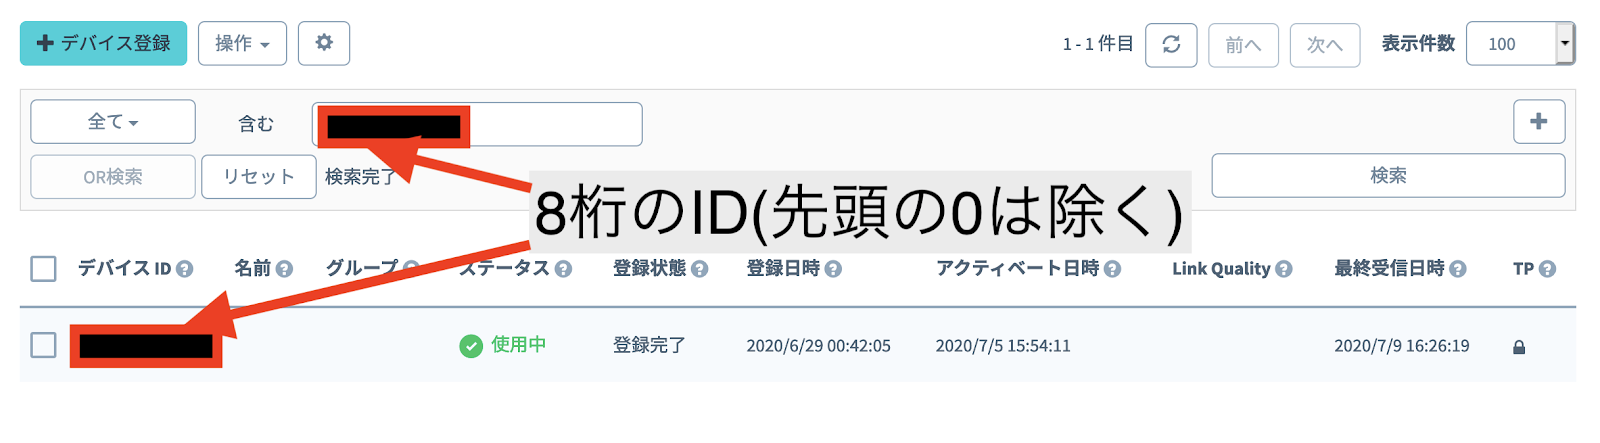 + デバイス登録 操作 1 - 1 件目 前へ 次へ 表示件数 100
全て 含む +
OR検索 リセット 検索完了 検索
8桁のID(先頭の0は除く)
デバイス ID ? 名前 ? グループ ? ステータス ? 登録状態 ? 登録日時 ? アクティベート日時 ? Link Quality ? 最終受信日時 ? TP ?
使用中 登録完了 2020/6/29 00:42:05 2020/7/5 15:54:11 2020/7/9 16:26:19